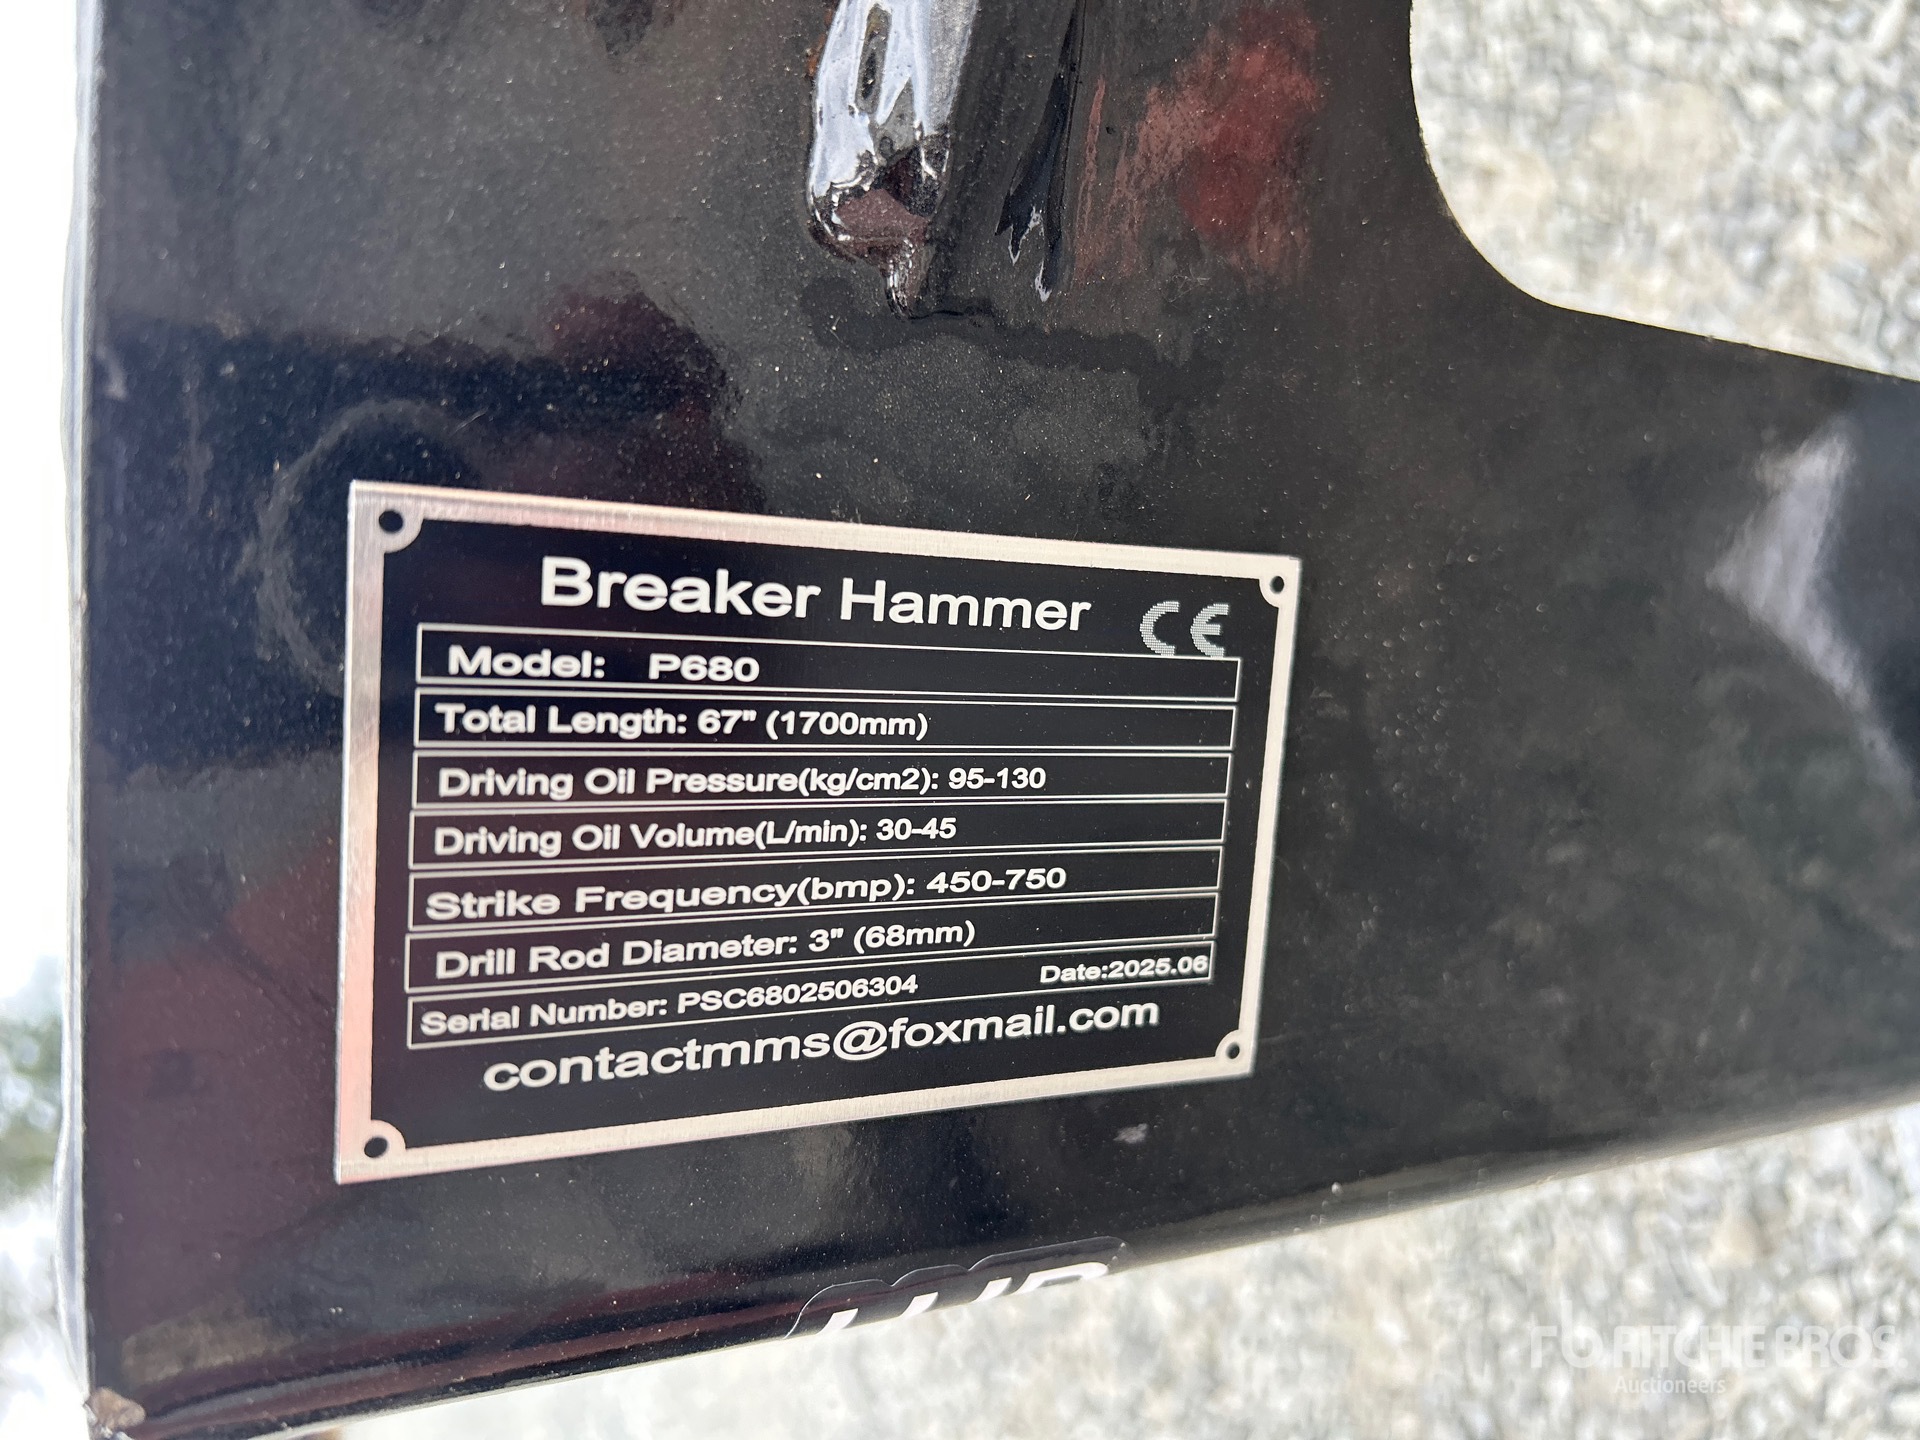 Breaker Hammer CE
Model: P680
Total Length: 67" (1700mm)
Driving Oil Pressure(kg/cm2): 95-130
Driving Oil Volume(L/min): 30-45
Strike Frequency(bmp): 450-750
Drill Rod Diameter: 3" (68mm)
Serial Number: PSC6802506304 Date:2025.06
contactmms@foxmail.com
RITCHIE BROS.
Auctioneers